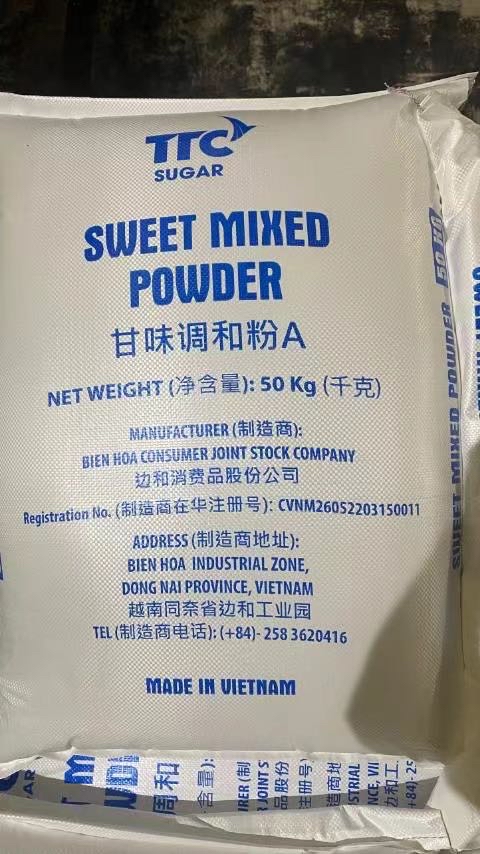 TTC
SUGAR
SWEET MIXED
POWDER
甘味调和粉A
NET WEIGHT (净含量): 50 Kg (千克)
MANUFACTURER (制造商):
BIEN HOA CONSUMER JOINT STOCK COMPANY
边和消费品股份公司
Registration No. (制造商在华注册号): CVNM26052203150011
ADDRESS (制造商地址):
BIEN HOA INDUSTRIAL ZONE,
DONG NAI PROVINCE, VIETNAM
越南同奈省边和工业园
TEL (制造商电话): (+84)- 258 3620416
MADE IN VIETNAM
SWEET MIXED POWDER 50 KG